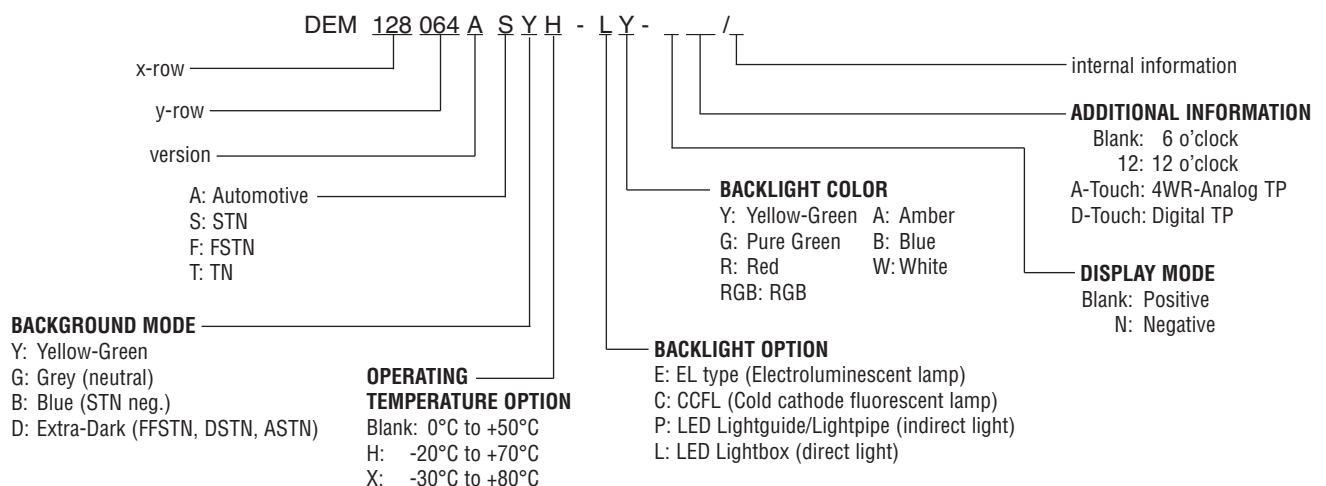 DEM 128 064 A S Y H - L Y - _ _ /_
x-row
internal information
y-row
ADDITIONAL INFORMATION
Blank: 6 o’clock
12: 12 o’clock
A-Touch: 4WR-Analog TP
D-Touch: Digital TP
version
A: Automotive
S: STN
F: FSTN
T: TN
BACKLIGHT COLOR
Y: Yellow-Green A: Amber
G: Pure Green B: Blue
R: Red W: White
RGB: RGB
DISPLAY MODE
Blank: Positive
N: Negative
BACKGROUND MODE
Y: Yellow-Green
G: Grey (neutral)
B: Blue (STN neg.)
D: Extra-Dark (FFSTN, DSTN, ASTN)
OPERATING
TEMPERATURE OPTION
Blank: 0°C to +50°C
H: -20°C to +70°C
X: -30°C to +80°C
BACKLIGHT OPTION
E: EL type (Electroluminescent lamp)
C: CCFL (Cold cathode fluorescent lamp)
P: LED Lightguide/Lightpipe (indirect light)
L: LED Lightbox (direct light)